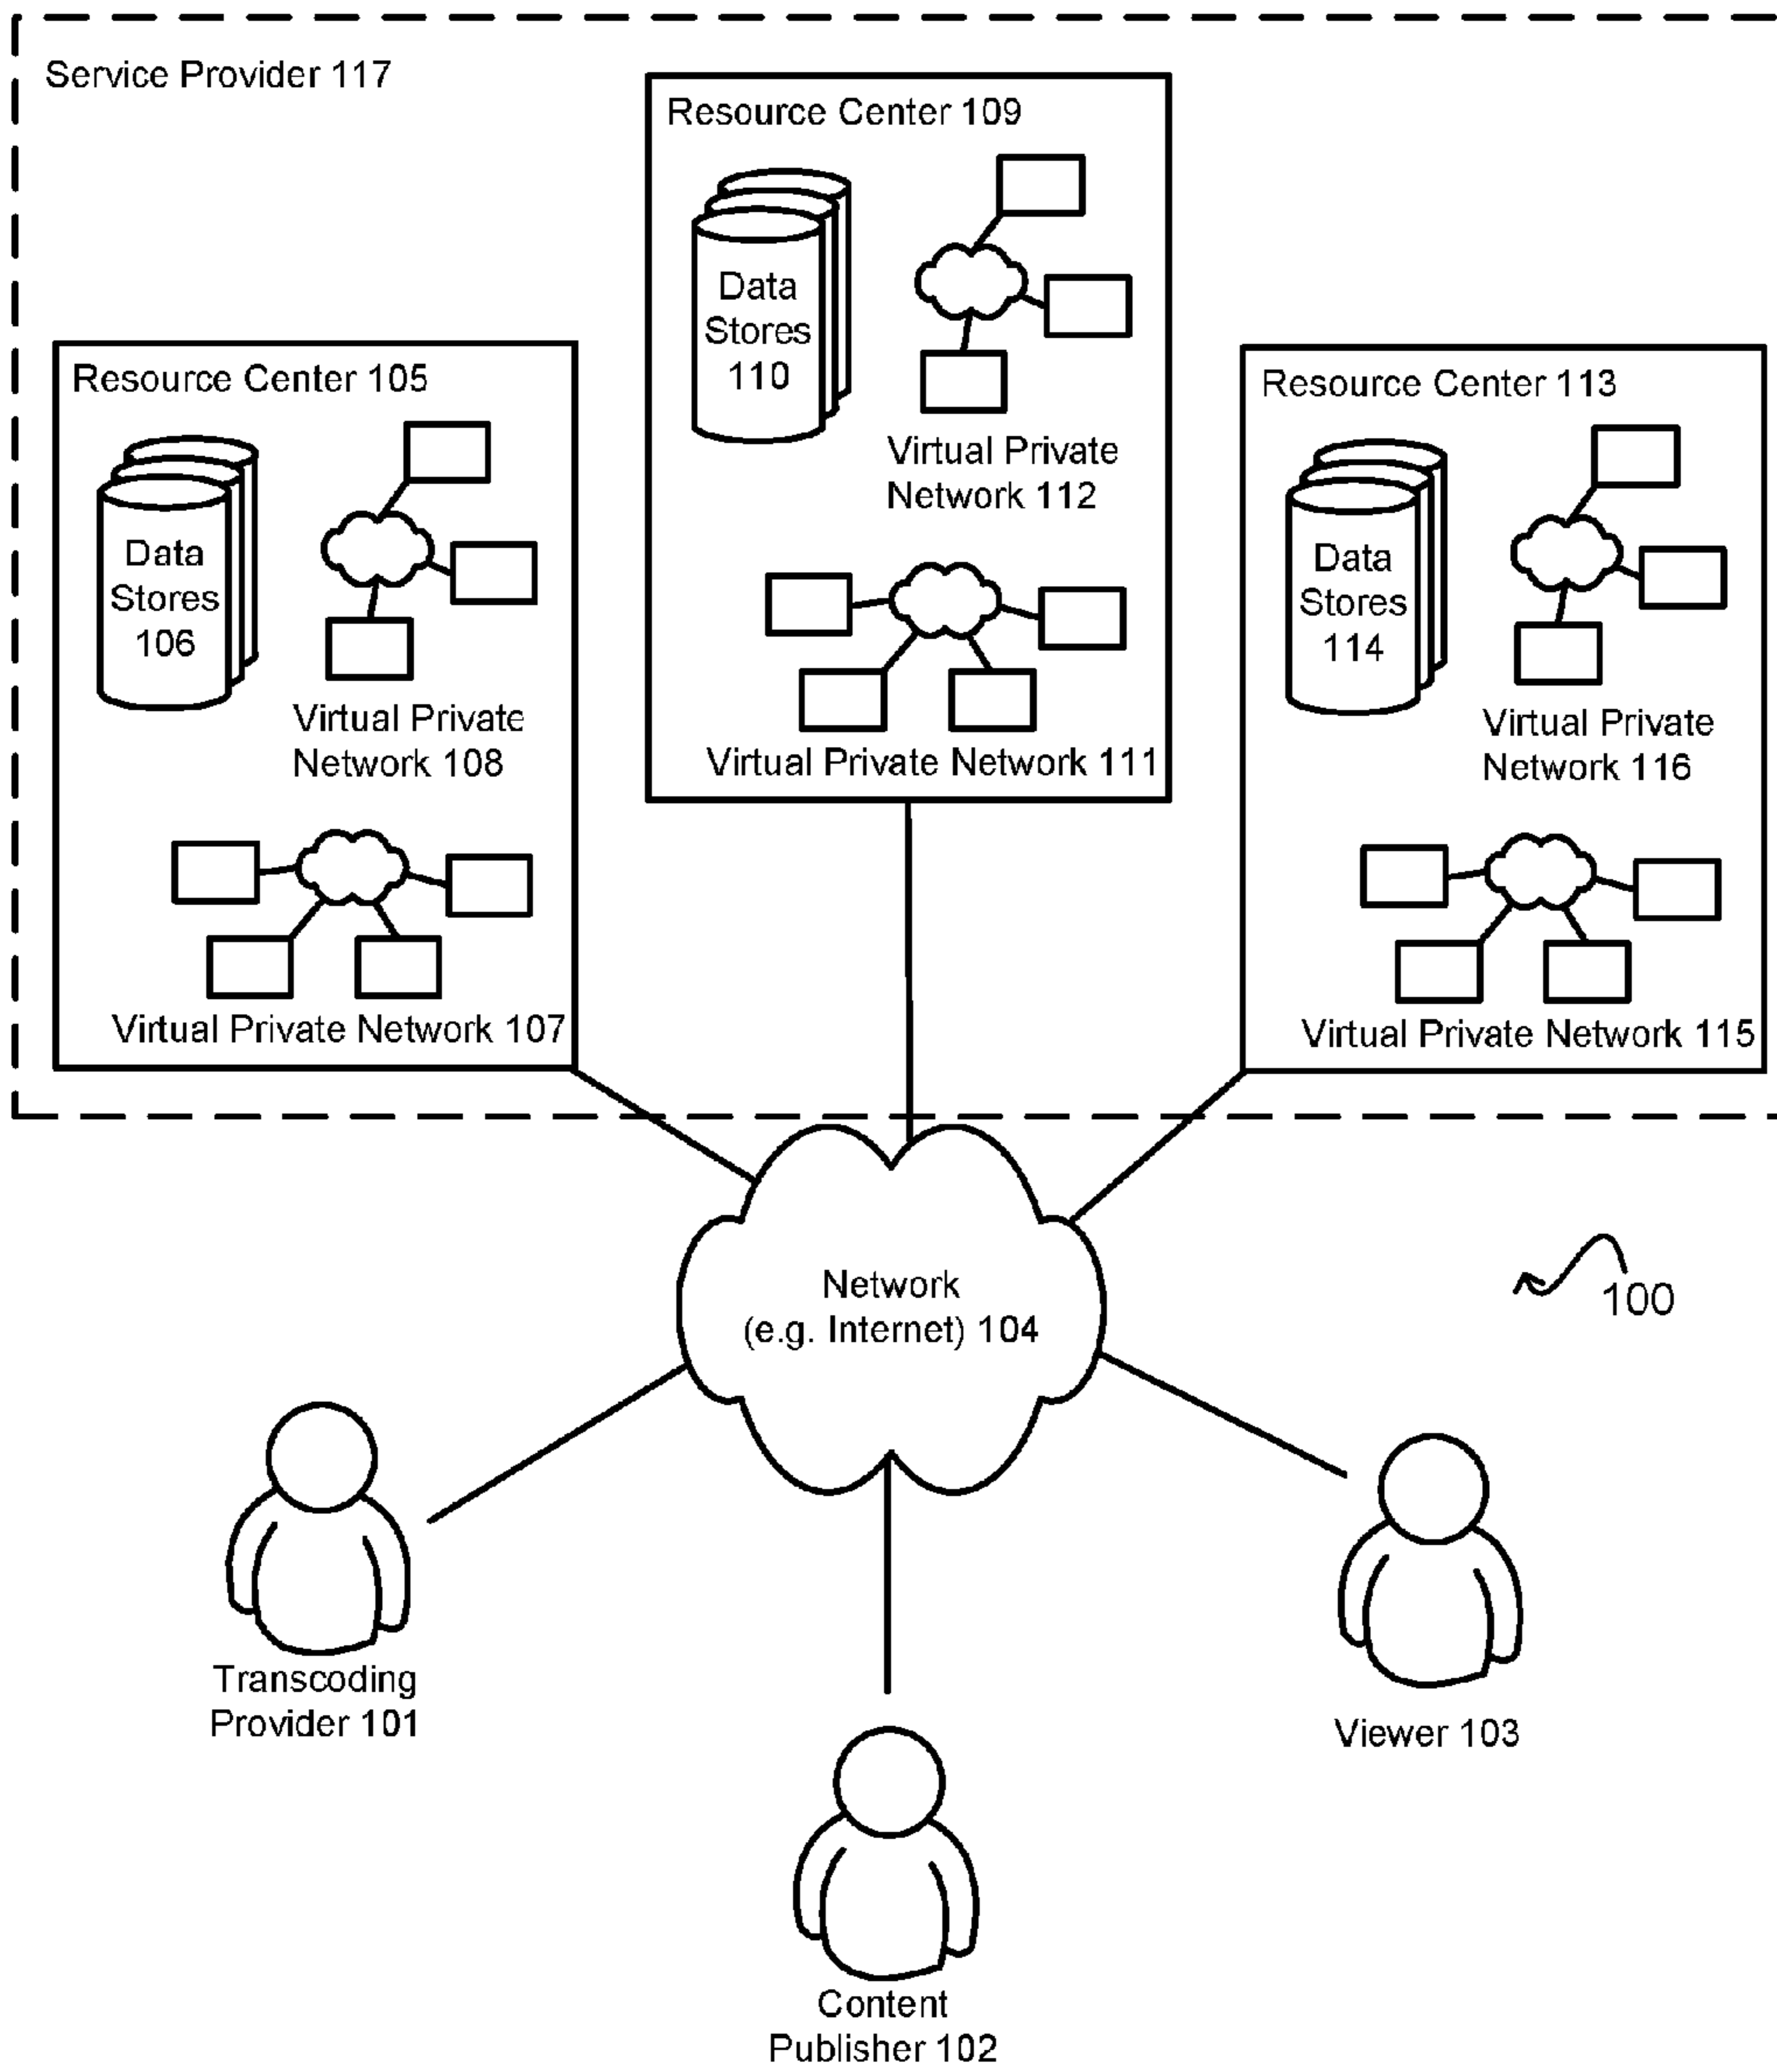 Service Provider 117
Resource Center 109
Data
Stores
110
Virtual Private
Network 112
Virtual Private Network 111
Resource Center 105
Data
Stores
106
Virtual Private
Network 108
Virtual Private Network 107
Resource Center 113
Data
Stores
114
Virtual Private
Network 116
Virtual Private Network 115
Network
(e.g. Internet) 104
100
Transcoding
Provider 101
Viewer 103
Content
Publisher 102